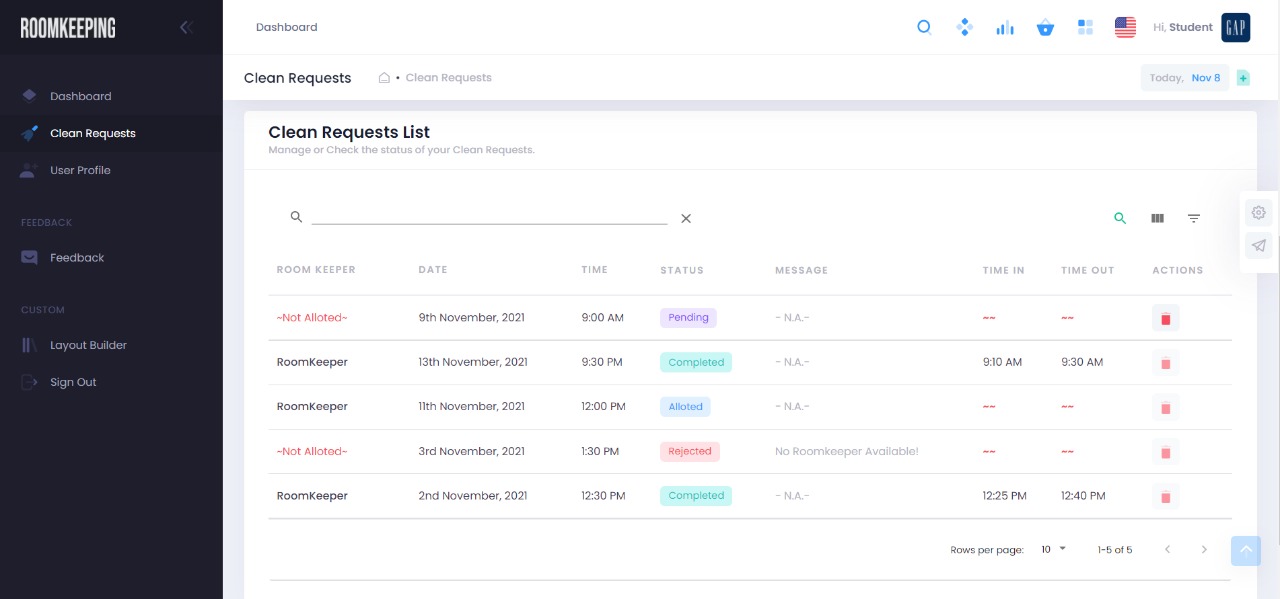 ROOMKEEPING
Dashboard
Hi, Student
GAP
Clean Requests
• Clean Requests
Today, Nov 8
Dashboard
Clean Requests
User Profile
FEEDBACK
Feedback
CUSTOM
Layout Builder
Sign Out
Clean Requests List
Manage or Check the status of your Clean Requests.
ROOM KEEPER DATE TIME STATUS MESSAGE TIME IN TIME OUT ACTIONS
~Not Alloted~ 9th November, 2021 9:00 AM Pending - N.A.- ~~ ~~
RoomKeeper 13th November, 2021 9:30 PM Completed - N.A.- 9:10 AM 9:30 AM
RoomKeeper 11th November, 2021 12:00 PM Alloted - N.A.- ~~ ~~
~Not Alloted~ 3rd November, 2021 1:30 PM Rejected No Roomkeeper Available! ~~ ~~
RoomKeeper 2nd November, 2021 12:30 PM Completed - N.A.- 12:25 PM 12:40 PM
Rows per page: 10 1-5 of 5